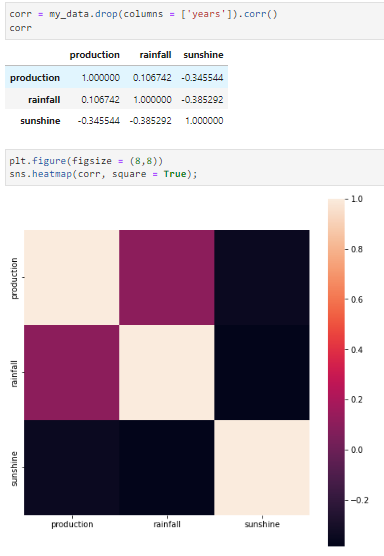 corr = my_data.drop(columns = ['years']).corr()
corr
production rainfall sunshine
production 1.000000 0.106742 -0.345544
rainfall 0.106742 1.000000 -0.385292
sunshine -0.345544 -0.385292 1.000000
plt.figure(figsize = (8,8))
sns.heatmap(corr, square = True);
production
rainfall
sunshine
production rainfall sunshine
1.0
0.8
0.6
0.4
0.2
0.0
−0.2